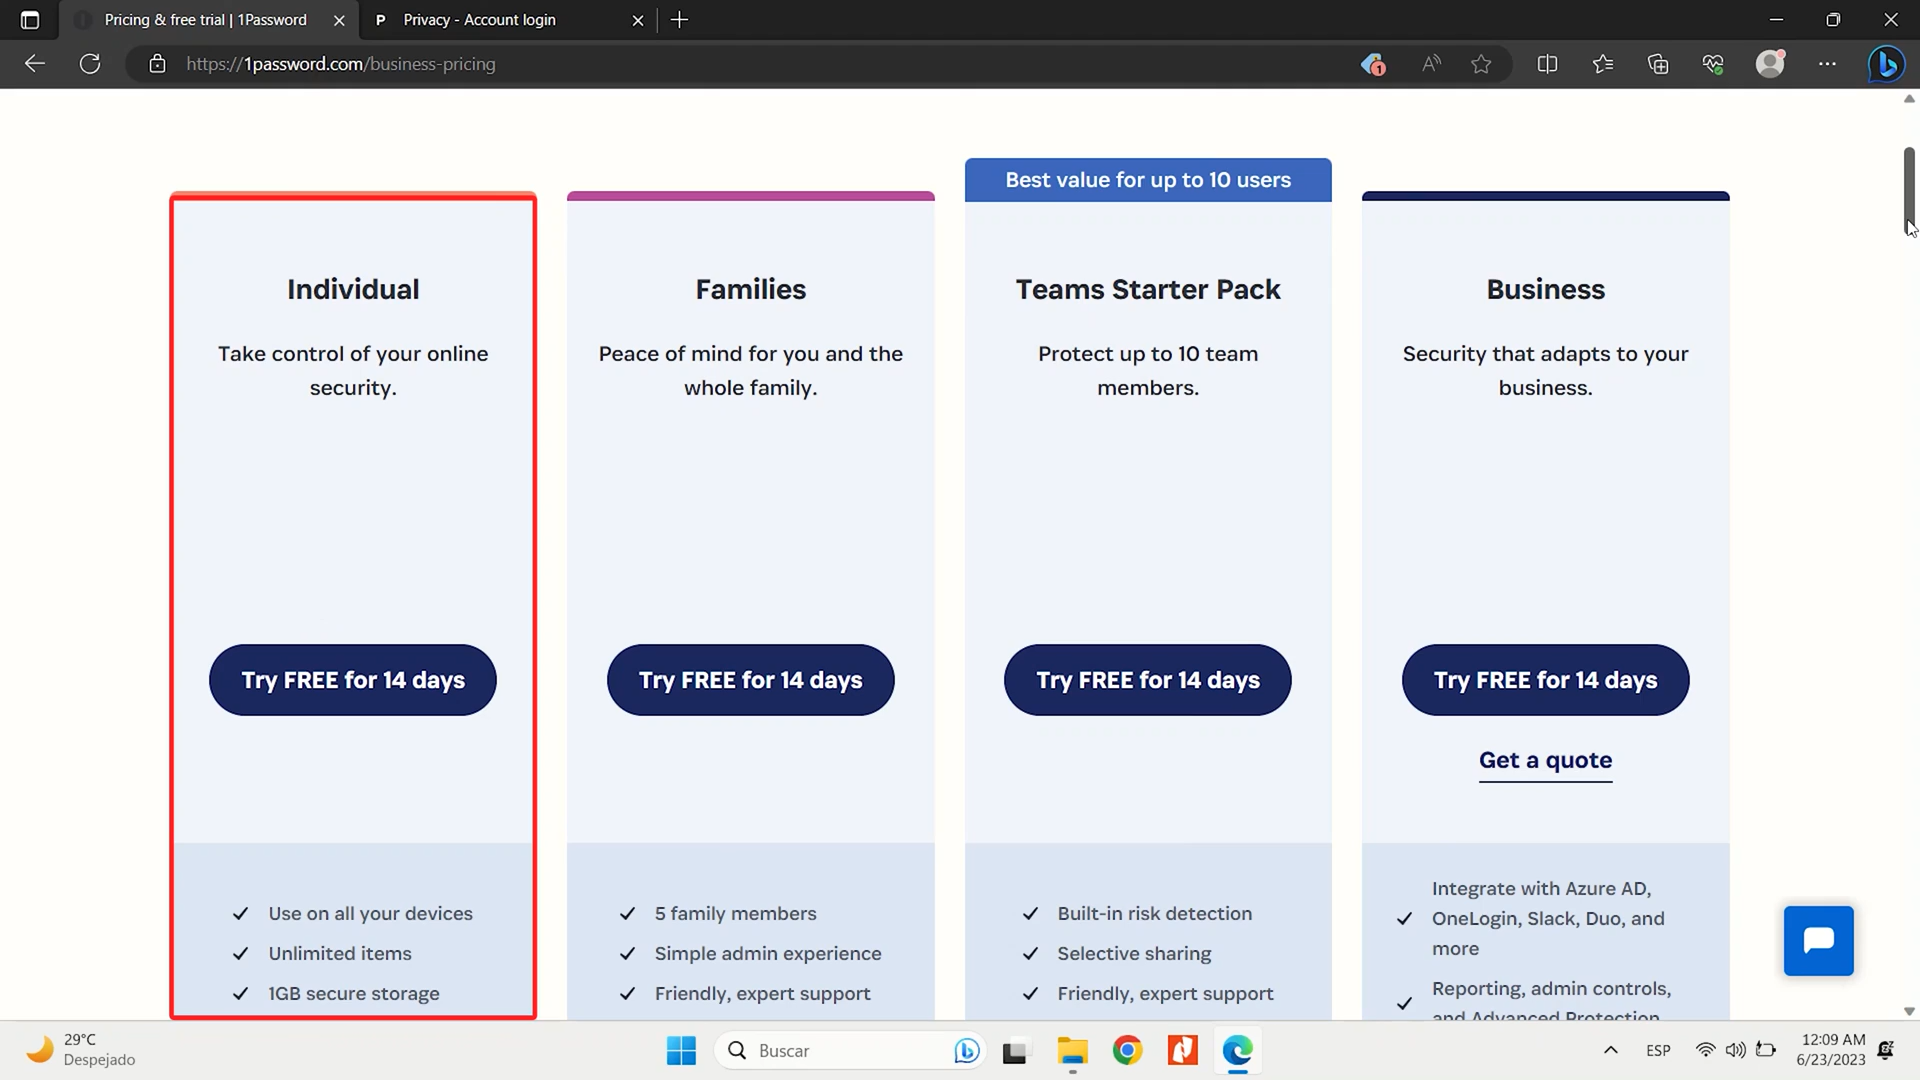 Pricing & free trial | 1Password
P Privacy - Account login
https://1password.com/business-pricing
1
Best value for up to 10 users
Individual
Take control of your online
security.
Try FREE for 14 days
Use on all your devices
Unlimited items
1GB secure storage
Families
Peace of mind for you and the
whole family.
Try FREE for 14 days
5 family members
Simple admin experience
Friendly, expert support
Teams Starter Pack
Protect up to 10 team
members.
Try FREE for 14 days
Built-in risk detection
Selective sharing
Friendly, expert support
Business
Security that adapts to your
business.
Try FREE for 14 days
Get a quote
Integrate with Azure AD,
OneLogin, Slack, Duo, and
more
Reporting, admin controls,
and Advanced Protection
29°C
Despejado
Buscar
ESP
12:09 AM
6/23/2023